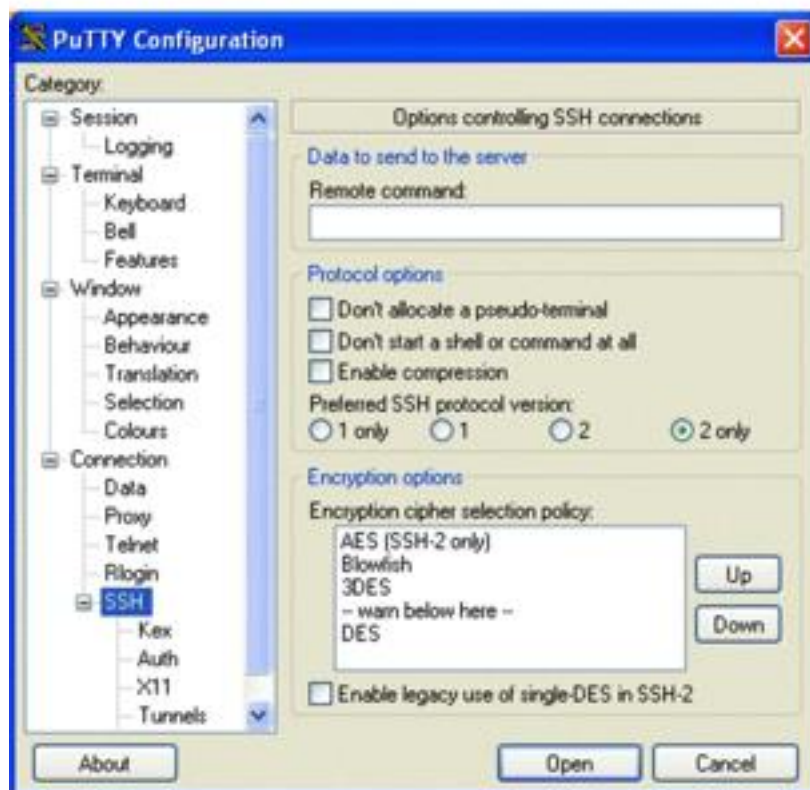 PuTTY Configuration
Category:
Session
Logging
Terminal
Keyboard
Bell
Features
Window
Appearance
Behaviour
Translation
Selection
Colours
Connection
Data
Proxy
Telnet
Rlogin
SSH
Kex
Auth
X11
Tunnels
Options controlling SSH connections
Data to send to the server
Remote command:
Protocol options
Don't allocate a pseudo-terminal
Don't start a shell or command at all
Enable compression
Preferred SSH protocol version:
1 only 1 2 2 only
Encryption options
Encryption cipher selection policy:
AES (SSH-2 only)
Blowfish
3DES
-- warn below here --
DES
Up
Down
Enable legacy use of single-DES in SSH-2
About Open Cancel